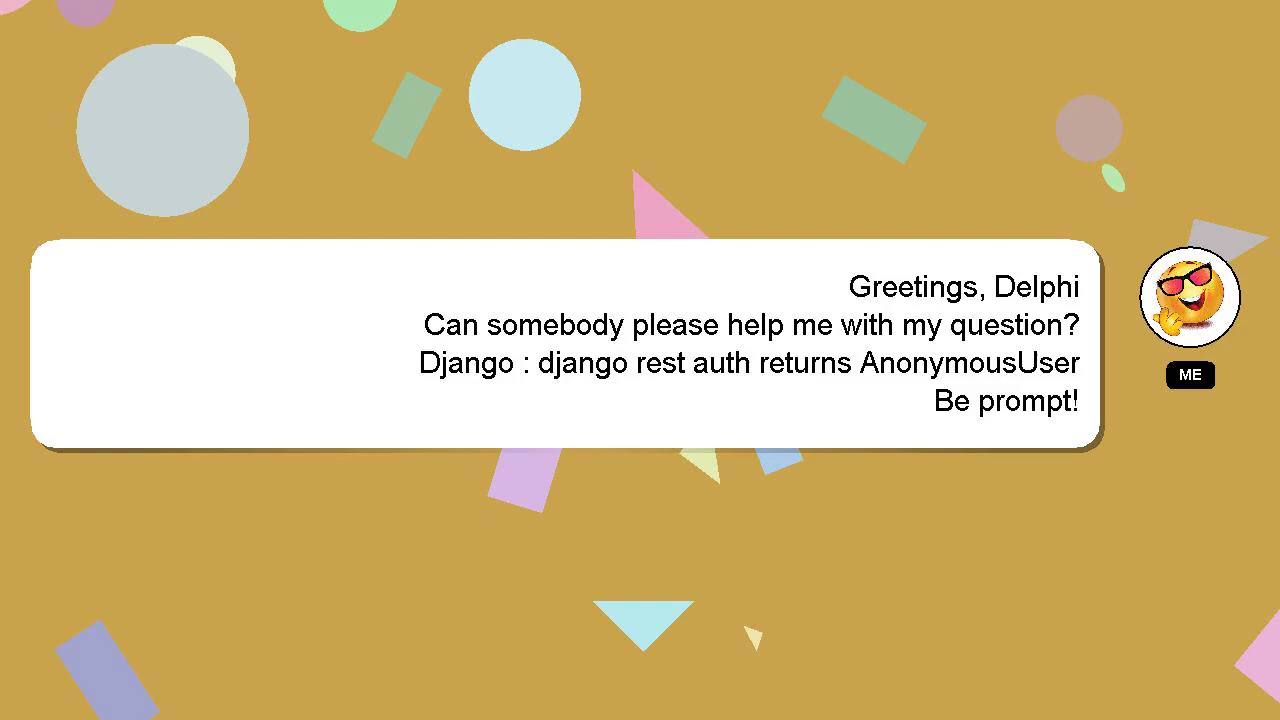 Greetings, Delphi
Can somebody please help me with my question?
Django : django rest auth returns AnonymousUser
Be prompt!
ME